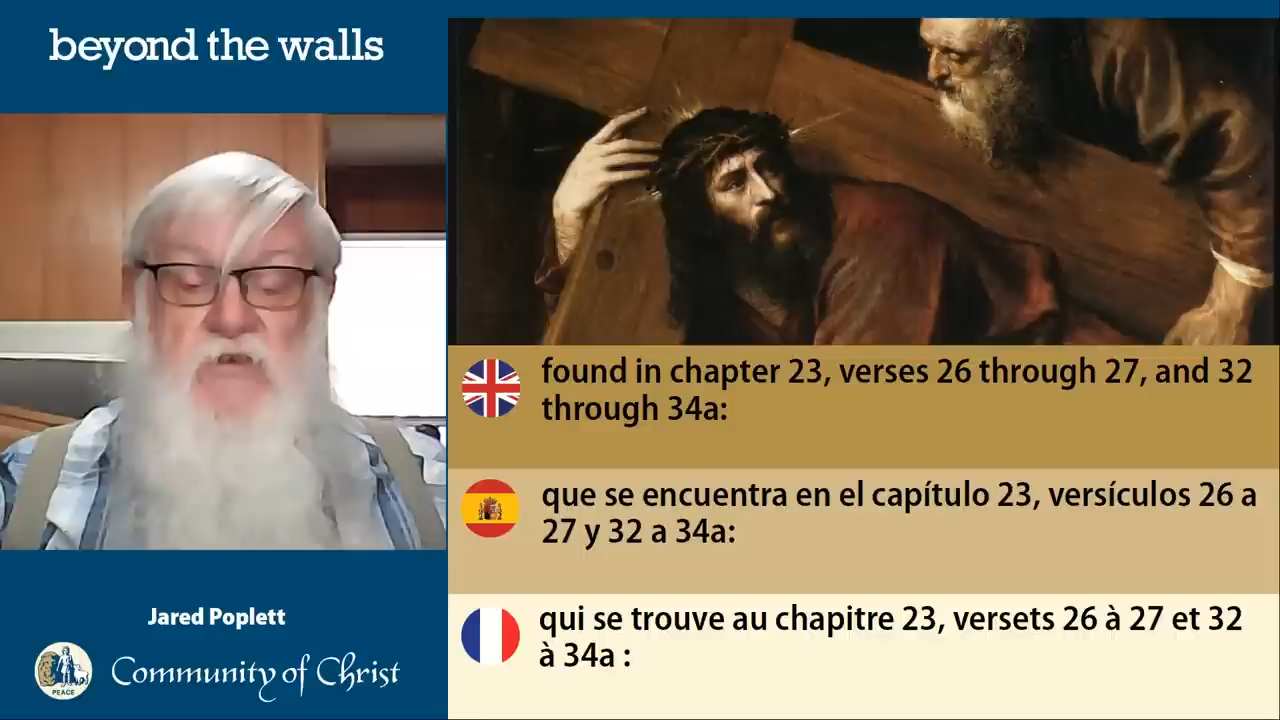 beyond the walls
found in chapter 23, verses 26 through 27, and 32
through 34a:
que se encuentra en el capítulo 23, versículos 26 a
27 y 32 a 34a:
qui se trouve au chapitre 23, versets 26 à 27 et 32
à 34a :
Jared Poplett
PEACE
Community of Christ